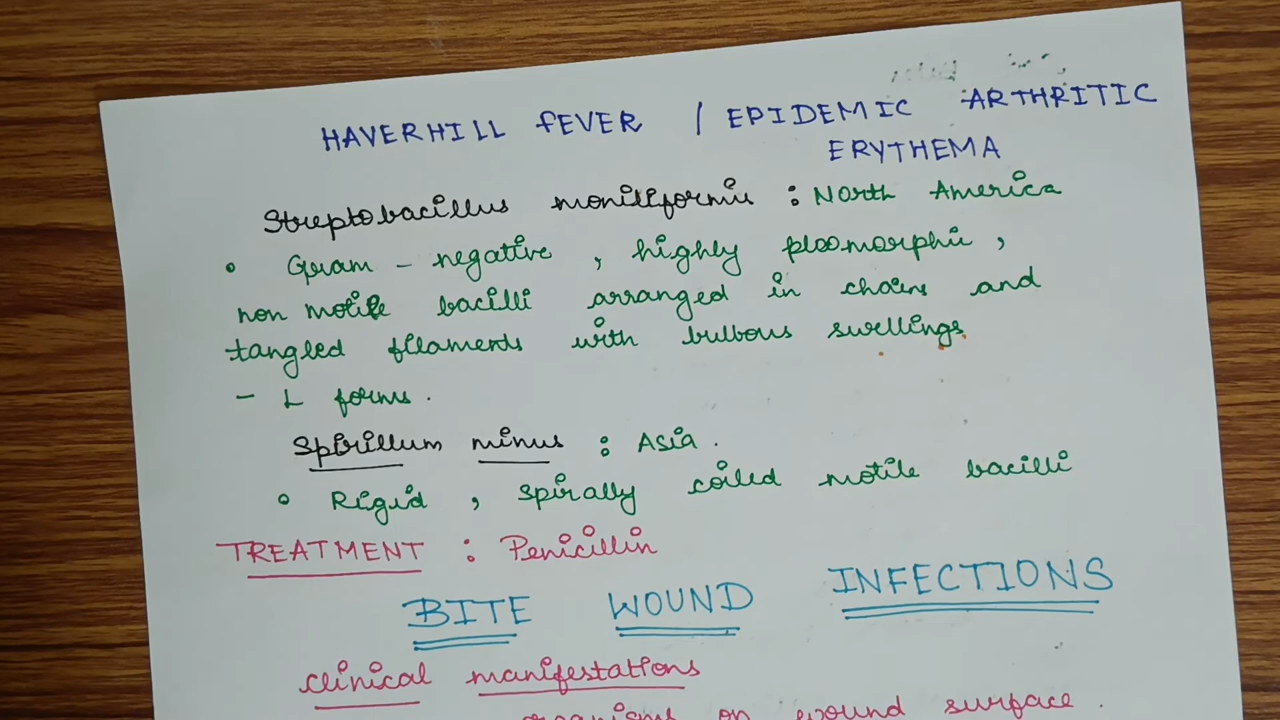 HAVERHILL FEVER / EPIDEMIC ARTHRITIC
ERYTHEMA
Streptobacillus moniliformis : North America
• Gram - negative , highly pleomorphic ,
non motile bacilli arranged in chains and
tangled filaments with bulbous swellings
- L forms .
Spirillum minus : Asia .
• Rigid , spirally coiled motile bacilli
TREATMENT : Penicillin
BITE WOUND INFECTIONS
clinical manifestations
organisms on wound surface .